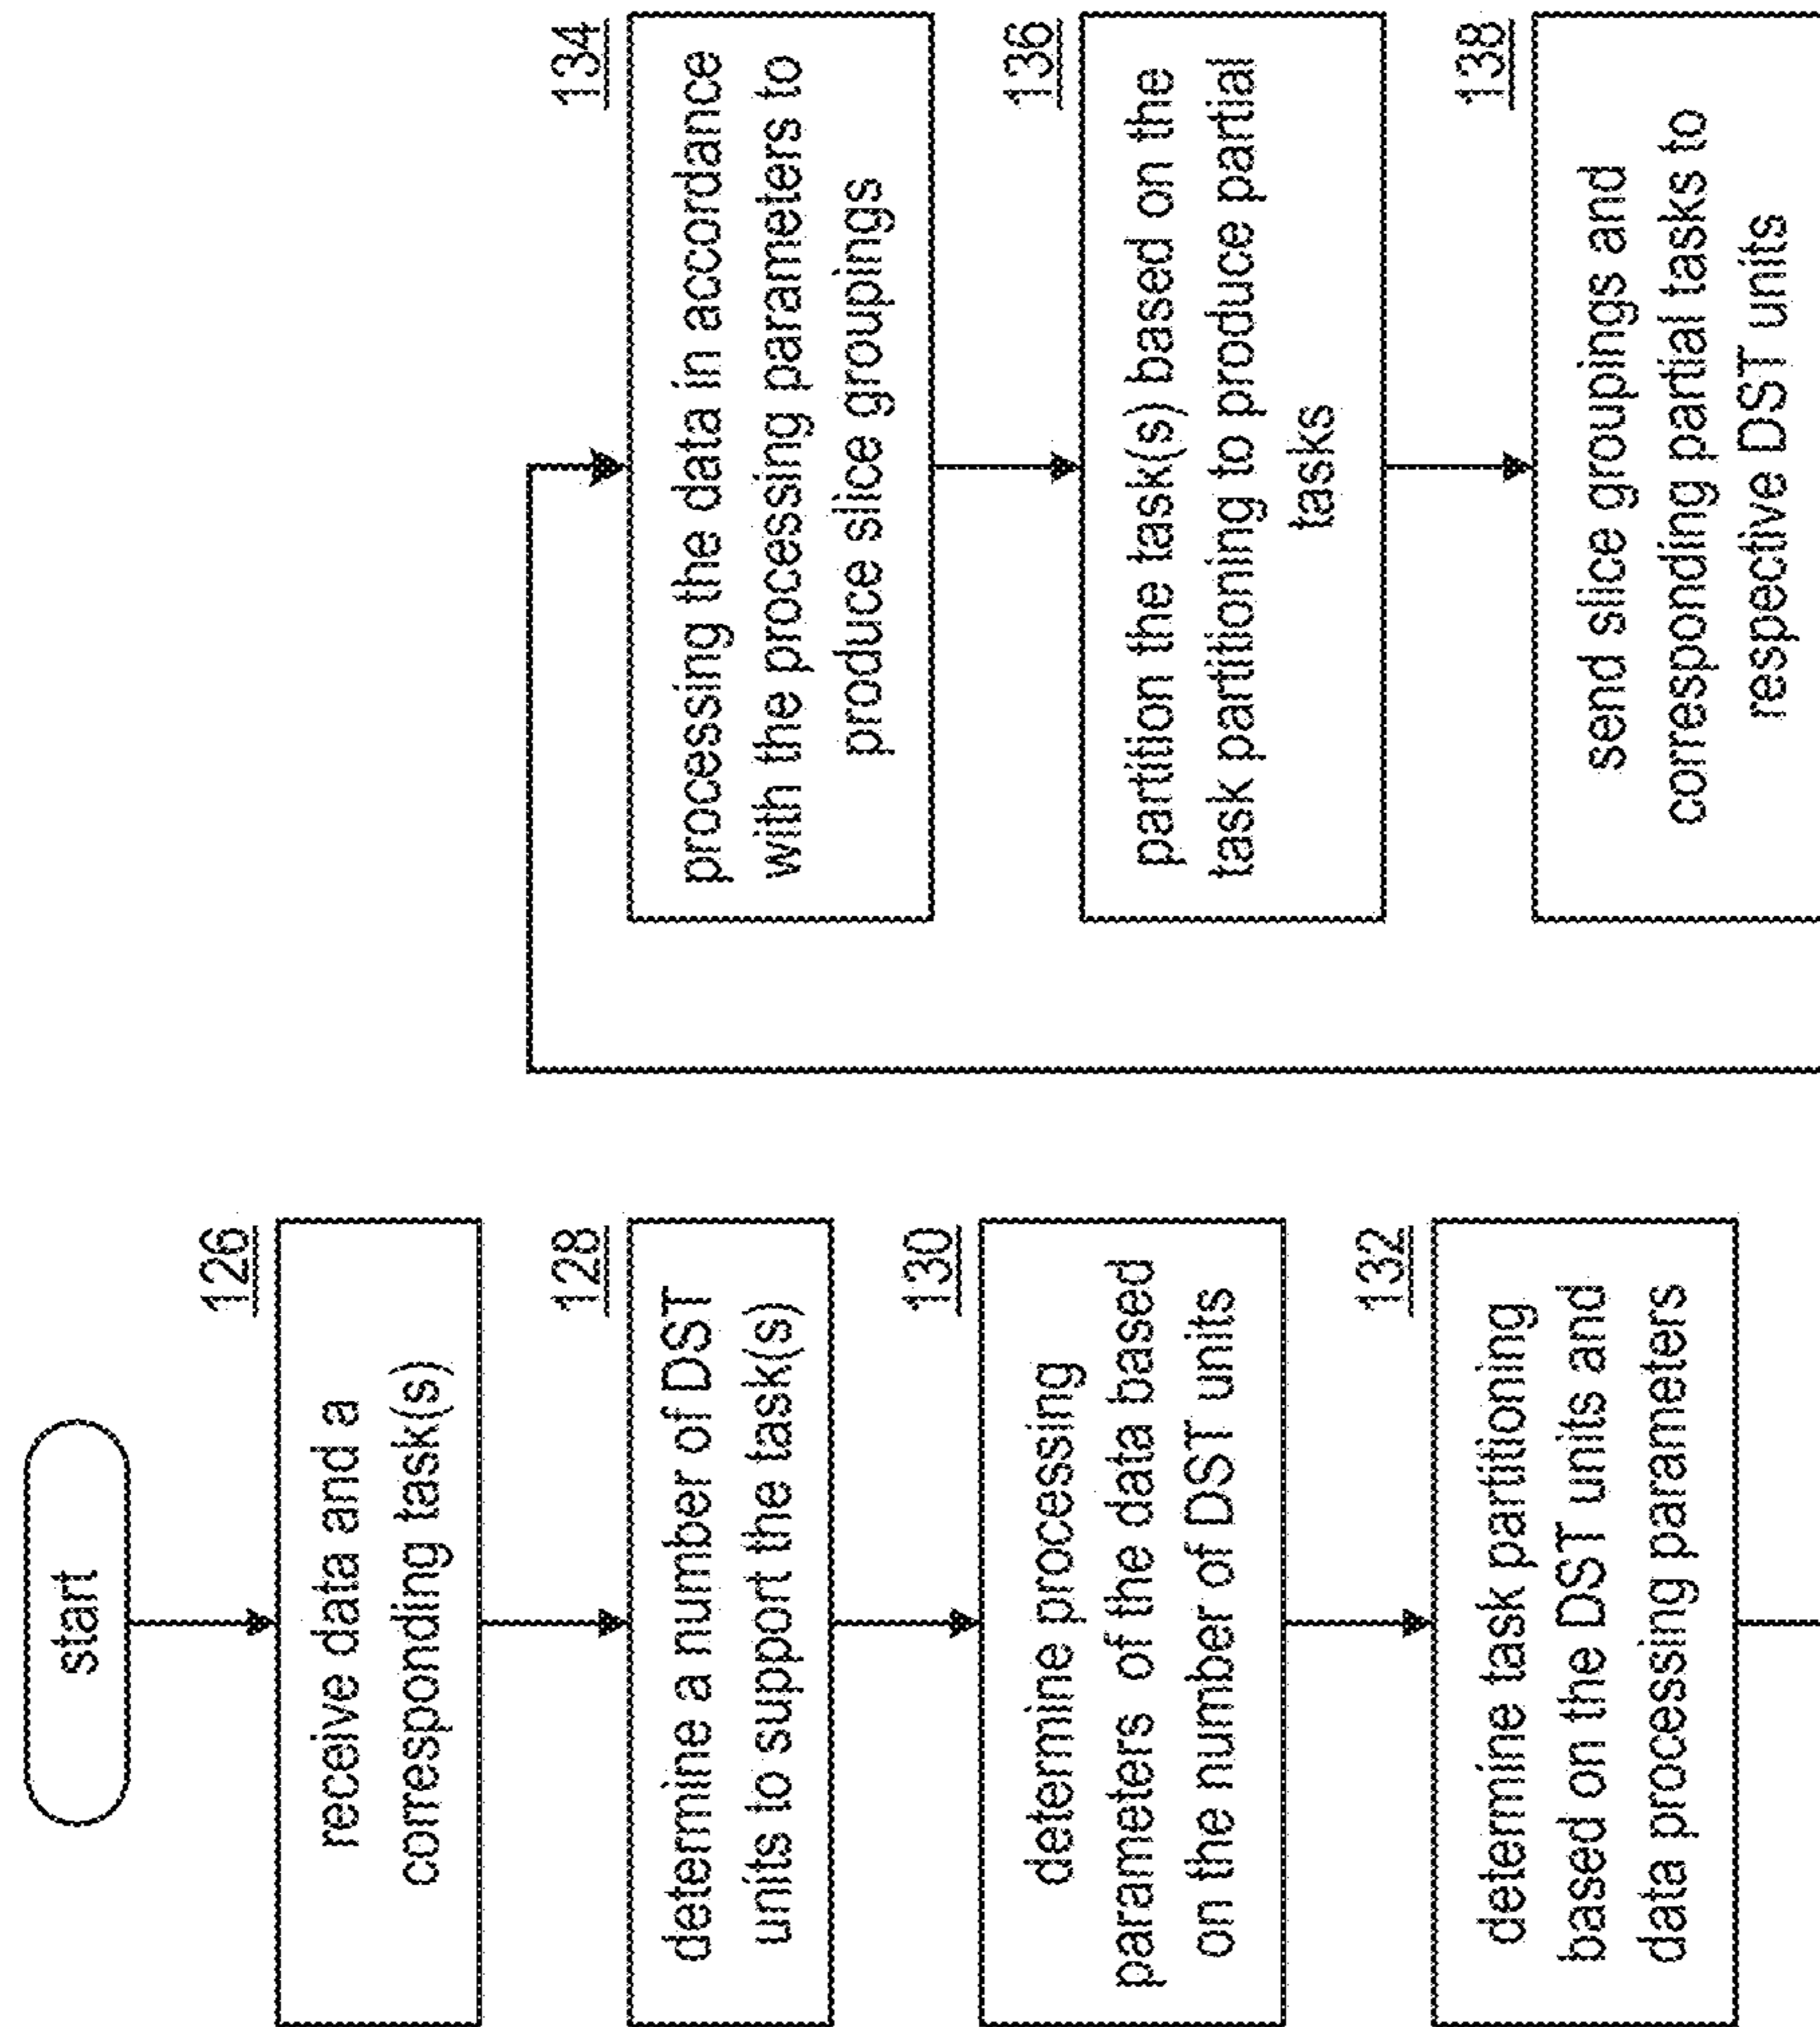 start
126
receive data and a
corresponding task(s)
128
determine a number of DST
units to support the task(s)
130
determine processing
parameters of the data based
on the number of DST units
132
determine task partitioning
based on the DST units and
data processing parameters
134
processing the data in accordance
with the processing parameters to
produce slice groupings
136
partition the task(s) based on the
task partitioning to produce partial
tasks
138
send slice groupings and
corresponding partial tasks to
respective DST units